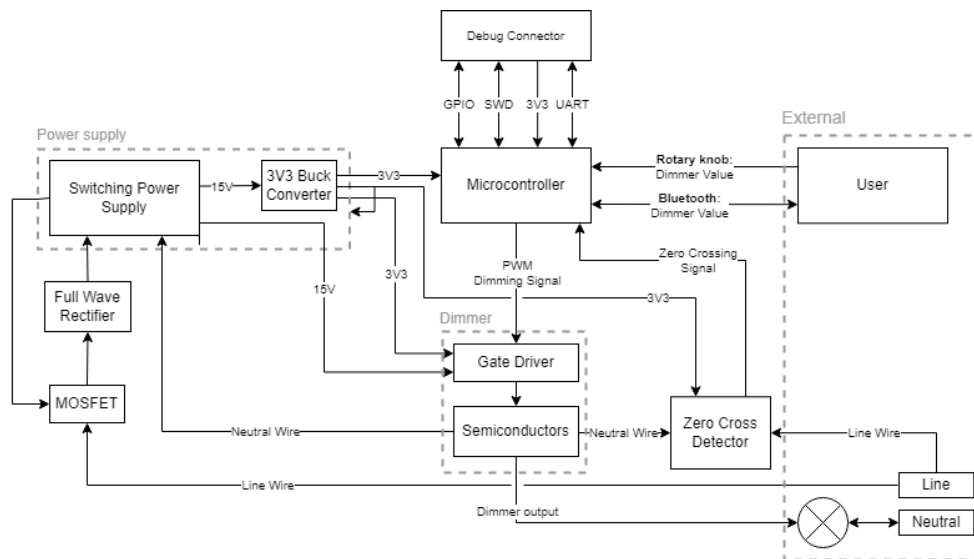 Debug Connector
GPIO
SWD
3V3
UART
Power supply
External
Switching Power
Supply
15V
3V3 Buck
Converter
3V3
Microcontroller
Rotary knob:
Dimmer Value
Bluetooth:
Dimmer Value
User
Zero Crossing
Signal
PWM
Dimming Signal
15V
3V3
3V3
Full Wave
Rectifier
Dimmer
Gate Driver
MOSFET
Neutral Wire
Semiconductors
Neutral Wire
Zero Cross
Detector
Line Wire
Line Wire
Line
Dimmer output
Neutral